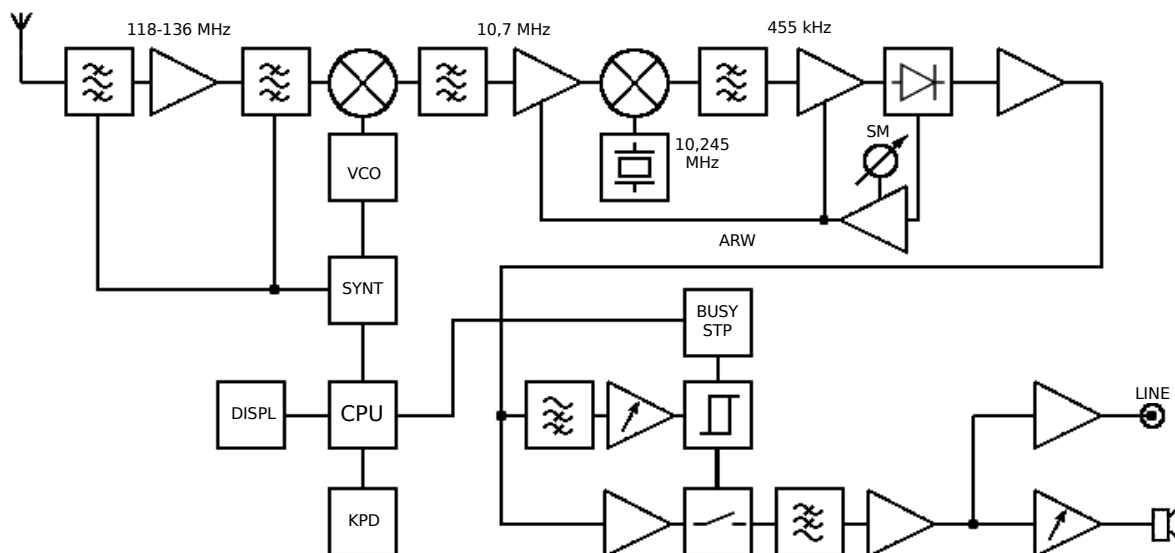 118-136 MHz
10,7 MHz
455 kHz
10,245
MHz
SM
VCO
ARW
SYNT
BUSY
STP
DISPL
CPU
LINE
KPD